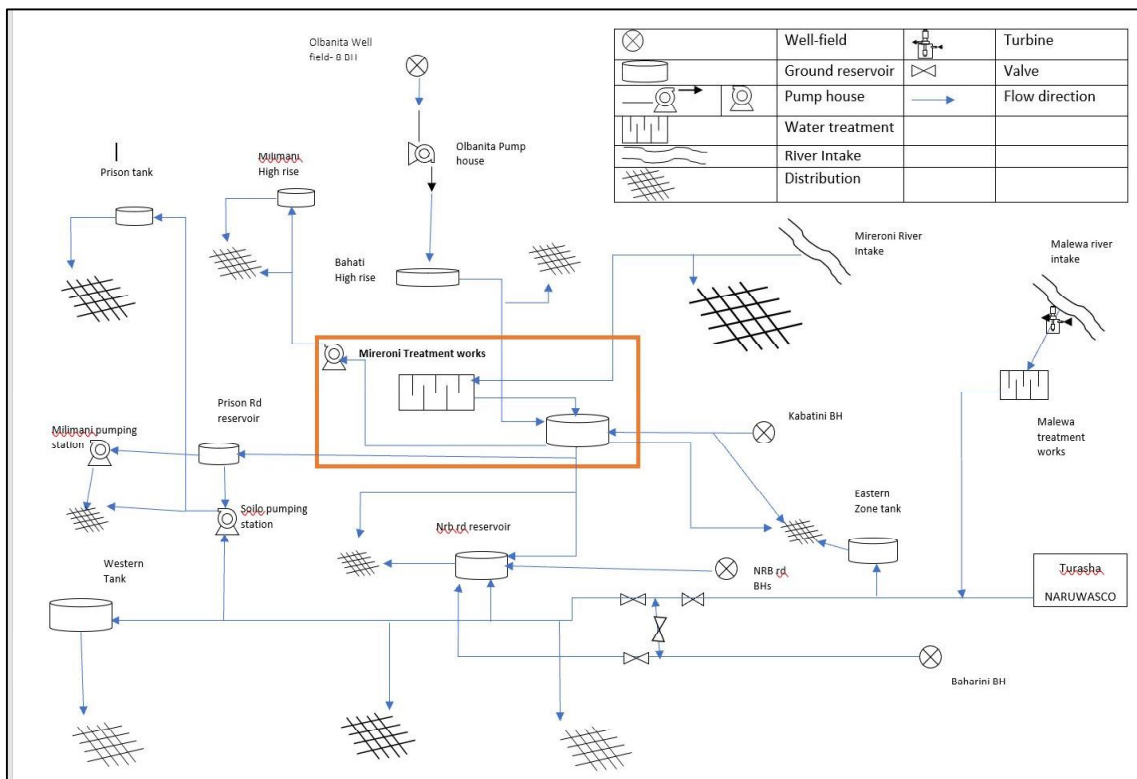 Olbanita Well
field- 8 BH
Well-field
Turbine
Ground reservoir
Valve
Pump house
Flow direction
Water treatment
River Intake
Distribution
Olbanita Pump
house
Prison tank
Milimani
High rise
Bahati
High rise
Mireroni River
Intake
Malewa river
intake
Mireroni Treatment works
Prison Rd
reservoir
Milimani pumping
station
Kabatini BH
Malewa
treatment
works
Soilo pumping
station
Nrb rd reservoir
Eastern
Zone tank
Western
Tank
NRB rd
BHs
Turasha
NARUWASCO
Baharini BH